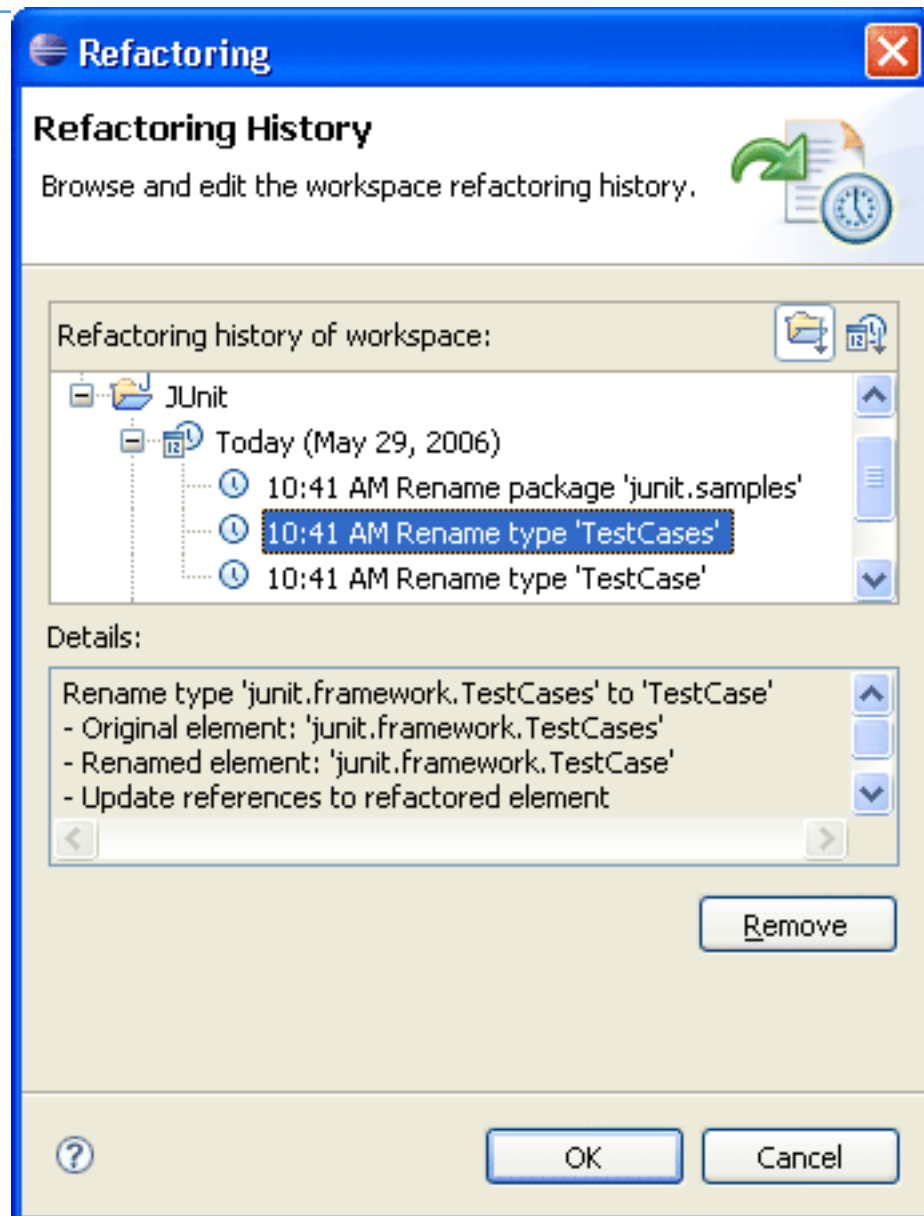 Refactoring
Refactoring History
Browse and edit the workspace refactoring history.
Refactoring history of workspace:
JUnit
Today (May 29, 2006)
10:41 AM Rename package 'junit.samples'
10:41 AM Rename type 'TestCases'
10:41 AM Rename type 'TestCase'
Details:
Rename type 'junit.framework.TestCases' to 'TestCase'
- Original element: 'junit.framework.TestCases'
- Renamed element: 'junit.framework.TestCase'
- Update references to refactored element
Remove
OK
Cancel